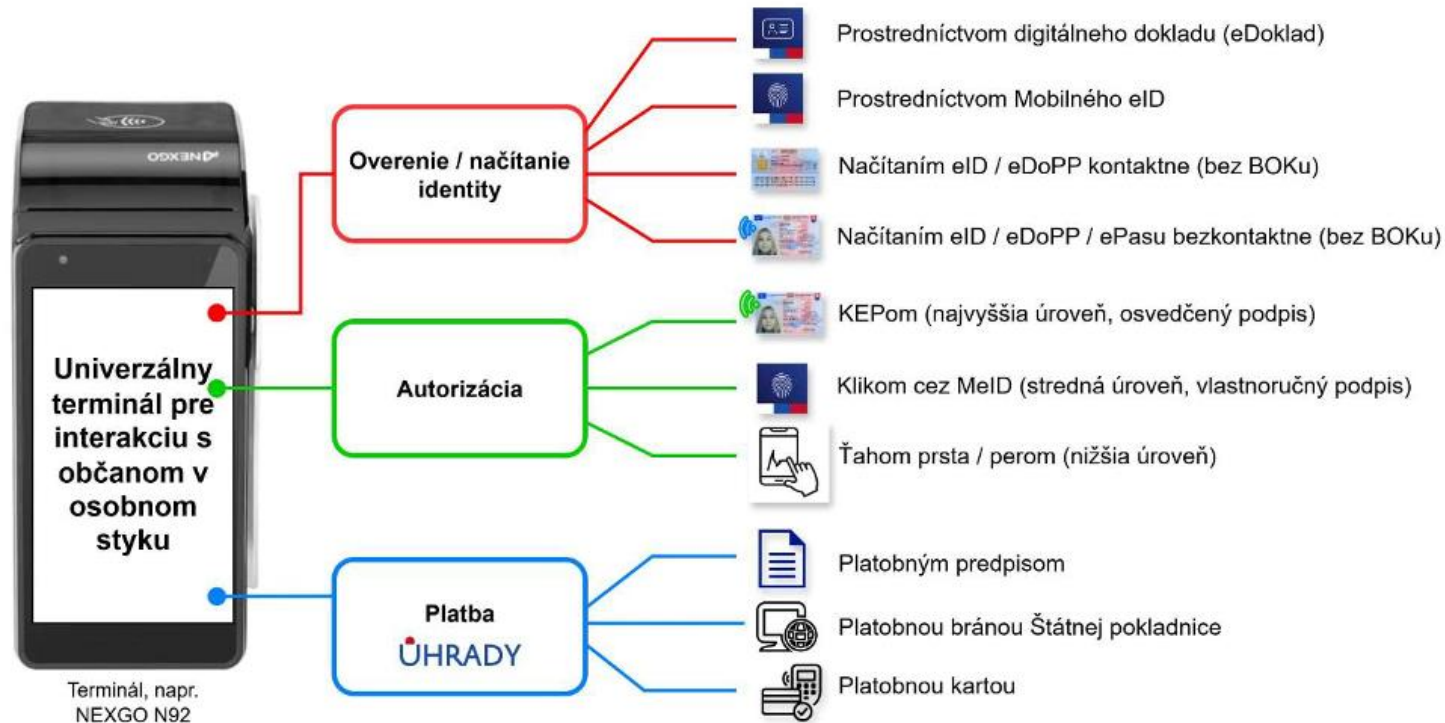 NEXGO
Univerzálny
terminál pre
interakciu s
občanom v
osobnom
styku
Terminál, napr.
NEXGO N92
Overenie / načítanie
identity
Prostredníctvom digitálneho dokladu (eDoklad)
Prostredníctvom Mobilného eID
Načítaním eID / eDoPP kontaktne (bez BOKu)
Načítaním eID / eDoPP / ePasu bezkontaktne (bez BOKu)
Autorizácia
KEPom (najvyššia úroveň, osvedčený podpis)
Klikom cez MeID (stredná úroveň, vlastnoručný podpis)
Ťahom prsta / perom (nižšia úroveň)
Platba
ÚHRADY
Platobným predpisom
Platobnou bránou Štátnej pokladnice
Platobnou kartou